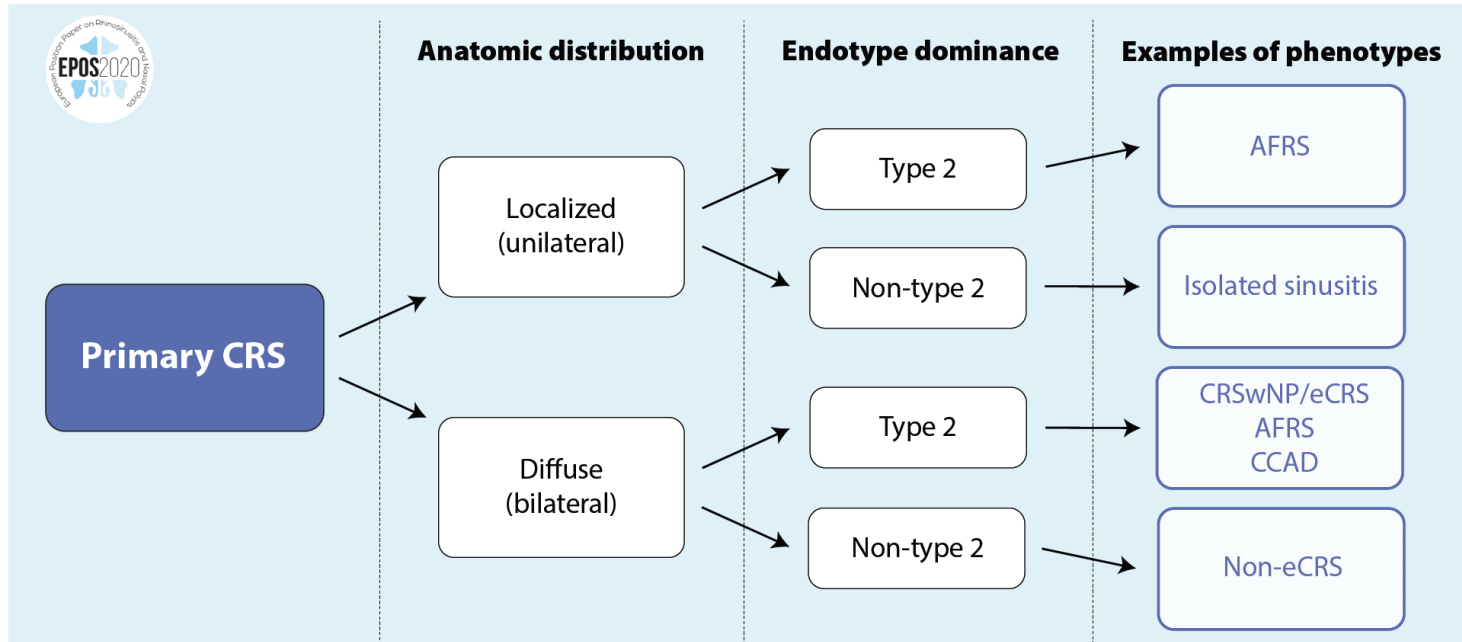 European Position Paper on Rhinosinusitis and Nasal Polyps
EPOS2020
Anatomic distribution
Endotype dominance
Examples of phenotypes
Primary CRS
Localized
(unilateral)
Type 2
AFRS
Non-type 2
Isolated sinusitis
Diffuse
(bilateral)
Type 2
CRSwNP/eCRS
AFRS
CCAD
Non-type 2
Non-eCRS